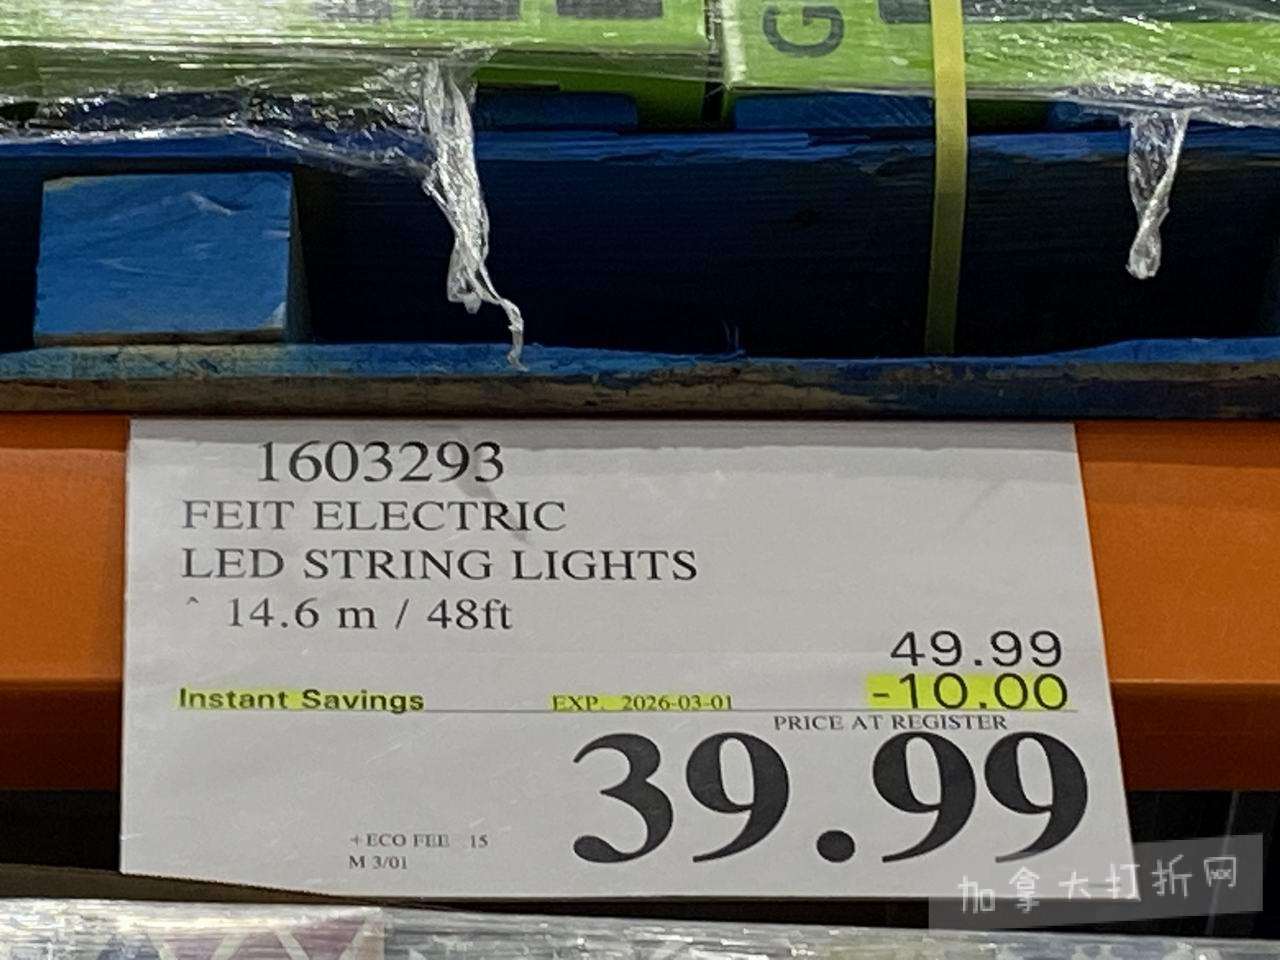 G
1603293
FEIT ELECTRIC
LED STRING LIGHTS
^ 14.6 m / 48ft
49.99
Instant Savings EXP. 2026-03-01 -10.00
PRICE AT REGISTER
39.99
+ ECO FEE .15
M 3/01
加拿大打折网